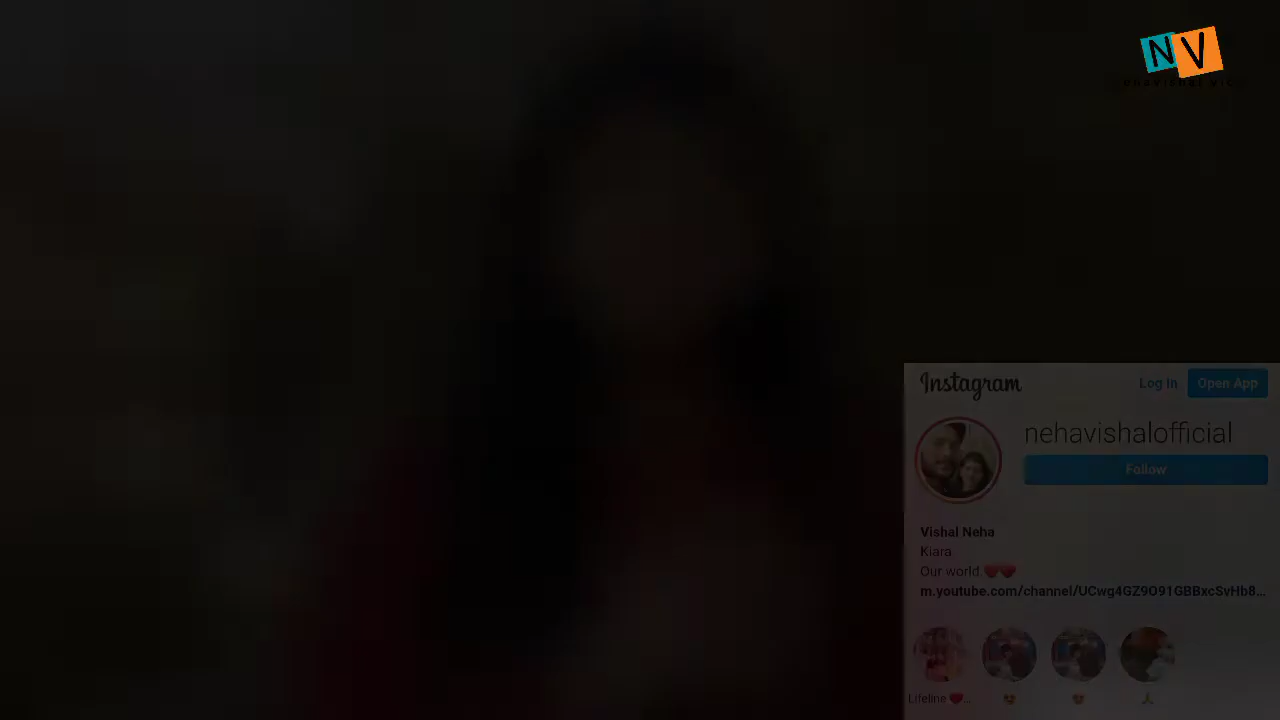 NV
Instagram
Log In
Open App
nehavishalofficial
Follow
Vishal Neha
Kiara
Our world
m.youtube.com/channel/UCwg4GZ9O91GBBxcSvHb8...
Lifeline ...